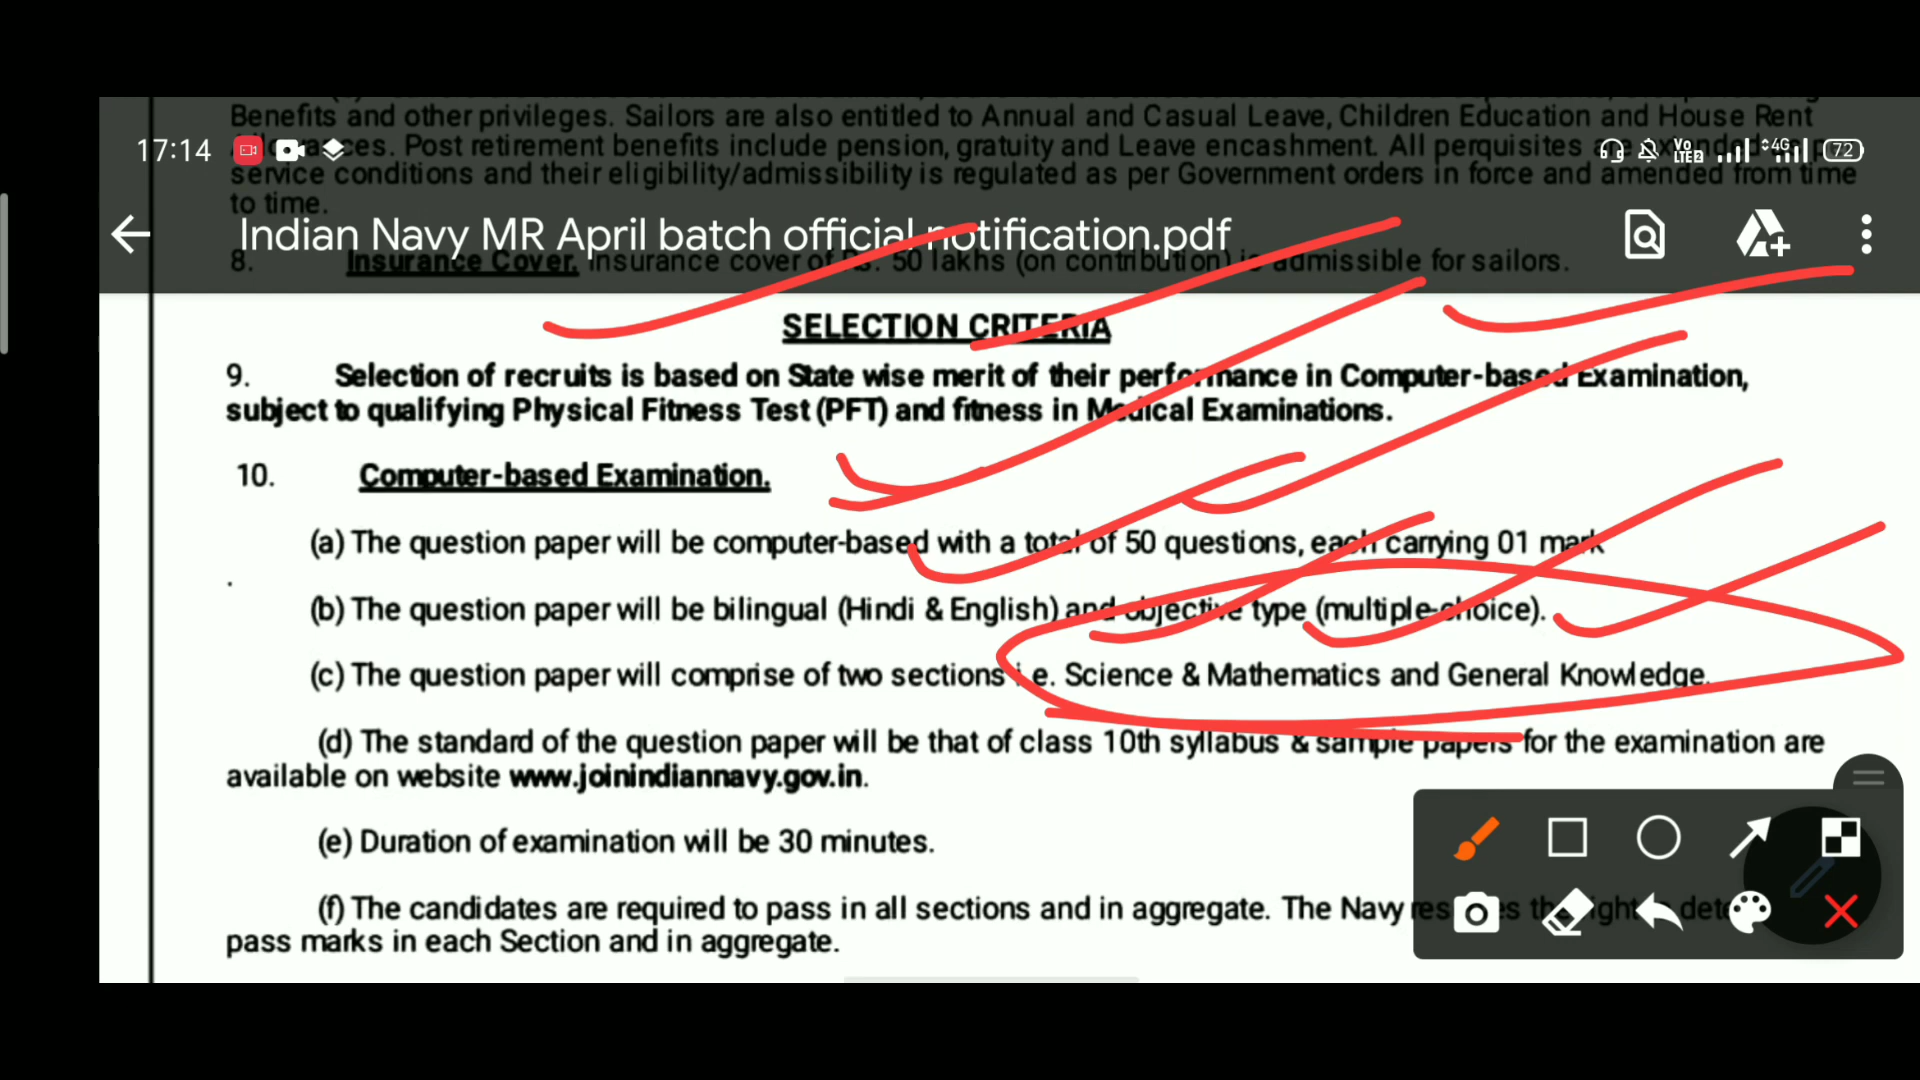 Benefits and other privileges. Sailors are also entitled to Annual and Casual Leave, Children Education and House Rent
17:14
Post retirement benefits include pension, gratuity and Leave encashment. All perquisites
Vo LTE2
4G
72
service conditions and their eligibility/admissibility is regulated as per Government orders in force and amended from time
to time.
Indian Navy MR April batch official notification.pdf
8. Insurance Cover. Insurance cover of Rs. 50 lakhs (on contribution) is admissible for sailors.
SELECTION CRITERIA
9. Selection of recruits is based on State wise merit of their performance in Computer-based Examination,
subject to qualifying Physical Fitness Test (PFT) and fitness in Medical Examinations.
10. Computer-based Examination.
(a) The question paper will be computer-based with a total of 50 questions, each carrying 01 mark
.
(b) The question paper will be bilingual (Hindi & English) and objective type (multiple-choice).
(c) The question paper will comprise of two sections i.e. Science & Mathematics and General Knowledge.
(d) The standard of the question paper will be that of class 10th syllabus & sample papers for the examination are
available on website www.joinindiannavy.gov.in.
(e) Duration of examination will be 30 minutes.
(f) The candidates are required to pass in all sections and in aggregate. The Navy
pass marks in each Section and in aggregate.